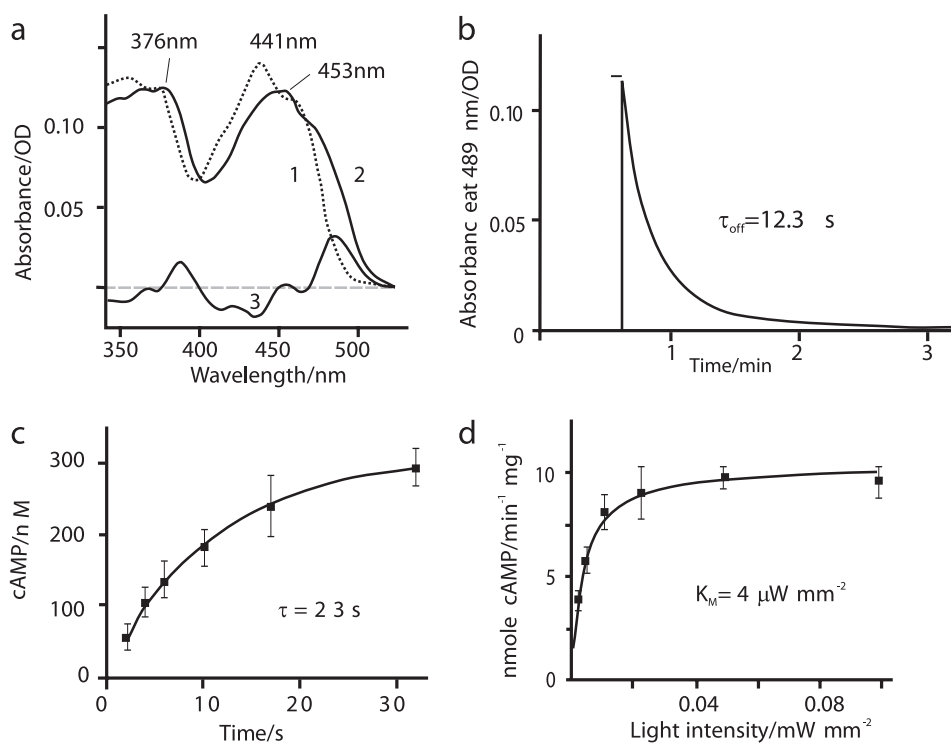 a
376nm
441nm
453nm
0.10
0.05
1
2
3
350
400
450
500
Absorbance/OD
Wavelength/nm
b
0.10
0.05
0
τoff=12.3 s
1
2
3
Absorbanc eat 489 nm/OD
Time/min
c
300
200
100
0
τ = 2 3 s
0
10
20
30
cAMP/n M
Time/s
d
10
5
0
KM= 4 µW mm-2
0.04
0.08
nmole cAMP/min-1 mg-1
Light intensity/mW mm-2